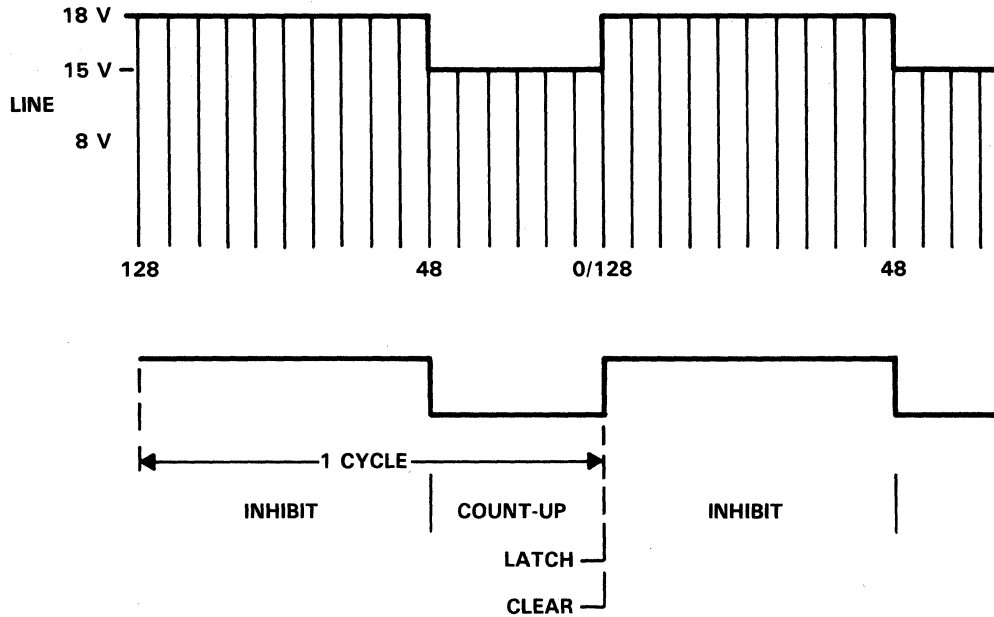 18 V
15 V
LINE
8 V
128 48 0/128 48
1 CYCLE
INHIBIT COUNT-UP INHIBIT
LATCH
CLEAR